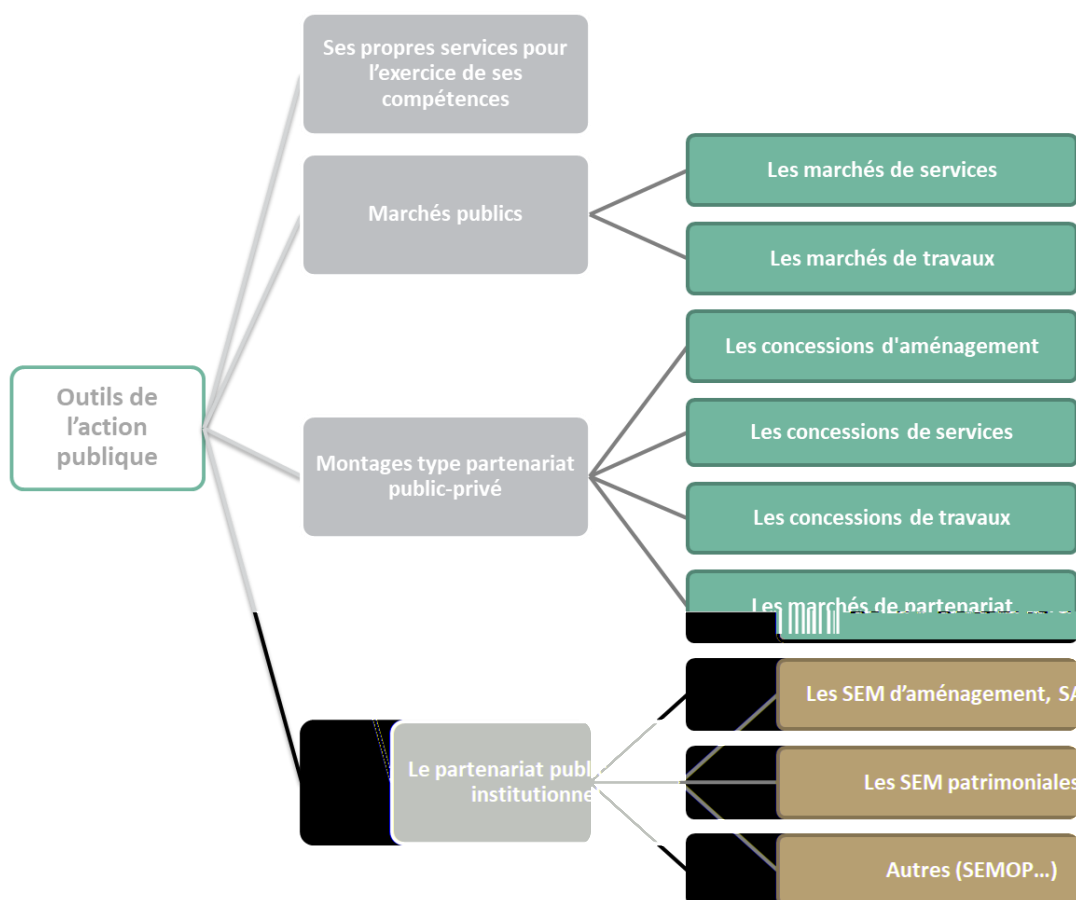 Ses propres services pour
l'exercice de ses
compétences
Marchés publics
Les marchés de services
Les marchés de travaux
Outils de
l'action
publique
Montages type partenariat
public-privé
Les concessions d'aménagement
Les concessions de services
Les concessions de travaux
Les marchés de partenariat
Le partenariat
Les SEM d'aménagement,
Les SEM patrimoniales
Autres (SEMOP...)